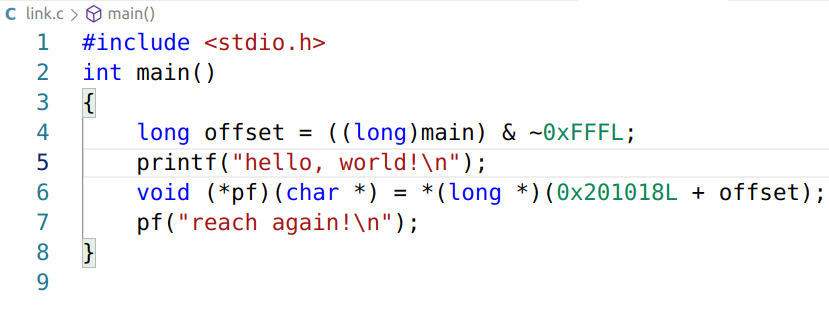 C link.c > main()
1 #include <stdio.h>
2 int main()
3 {
4     long offset = ((long)main) & ~0xFFFL;
5     printf("hello, world!\n");
6     void (*pf)(char *) = *(long *)(0x201018L + offset);
7     pf("reach again!\n");
8 }
9